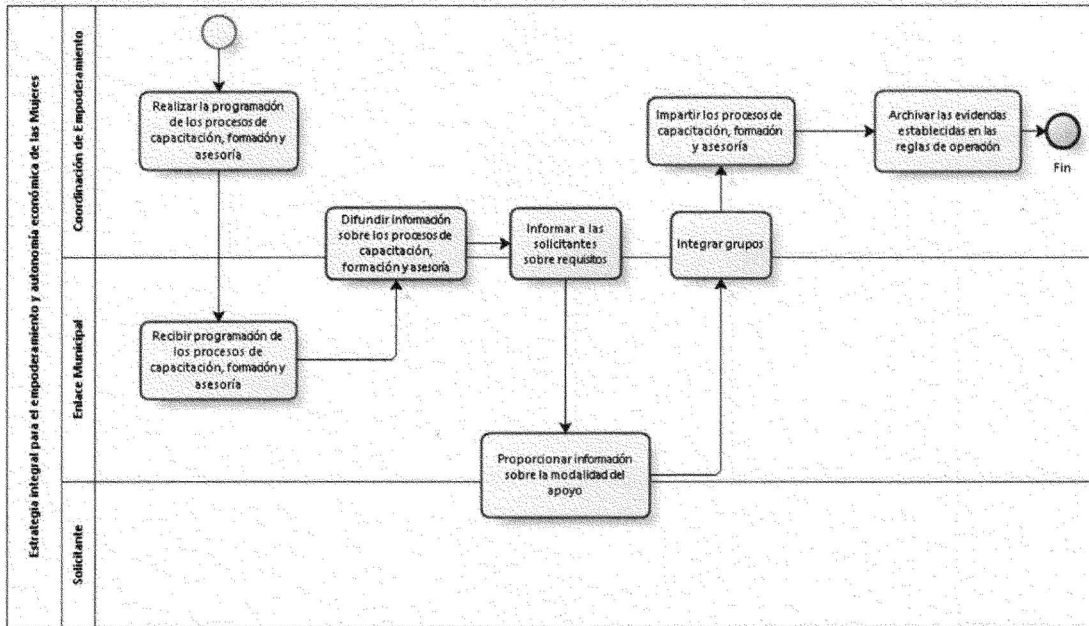 Estrategia integral para el empoderamiento y autonomía económica de las Mujeres
Coordinación de Empoderamiento
Realizar la programación
de los procesos de
capacitación, formación y
asesoría
Difundir información
sobre los procesos de
capacitación,
formación y asesoría
Informar a las
solicitantes
sobre requisitos
Integrar grupos
Impartir los procesos de
capacitación, formación
y asesoría
Archivar las evidencias
establecidas en las
reglas de operación
Fin
Enlace Municipal
Recibir programación de
los procesos de
capacitación, formación y
asesoría
Proporcionar información
sobre la modalidad del
apoyo
Solicitante